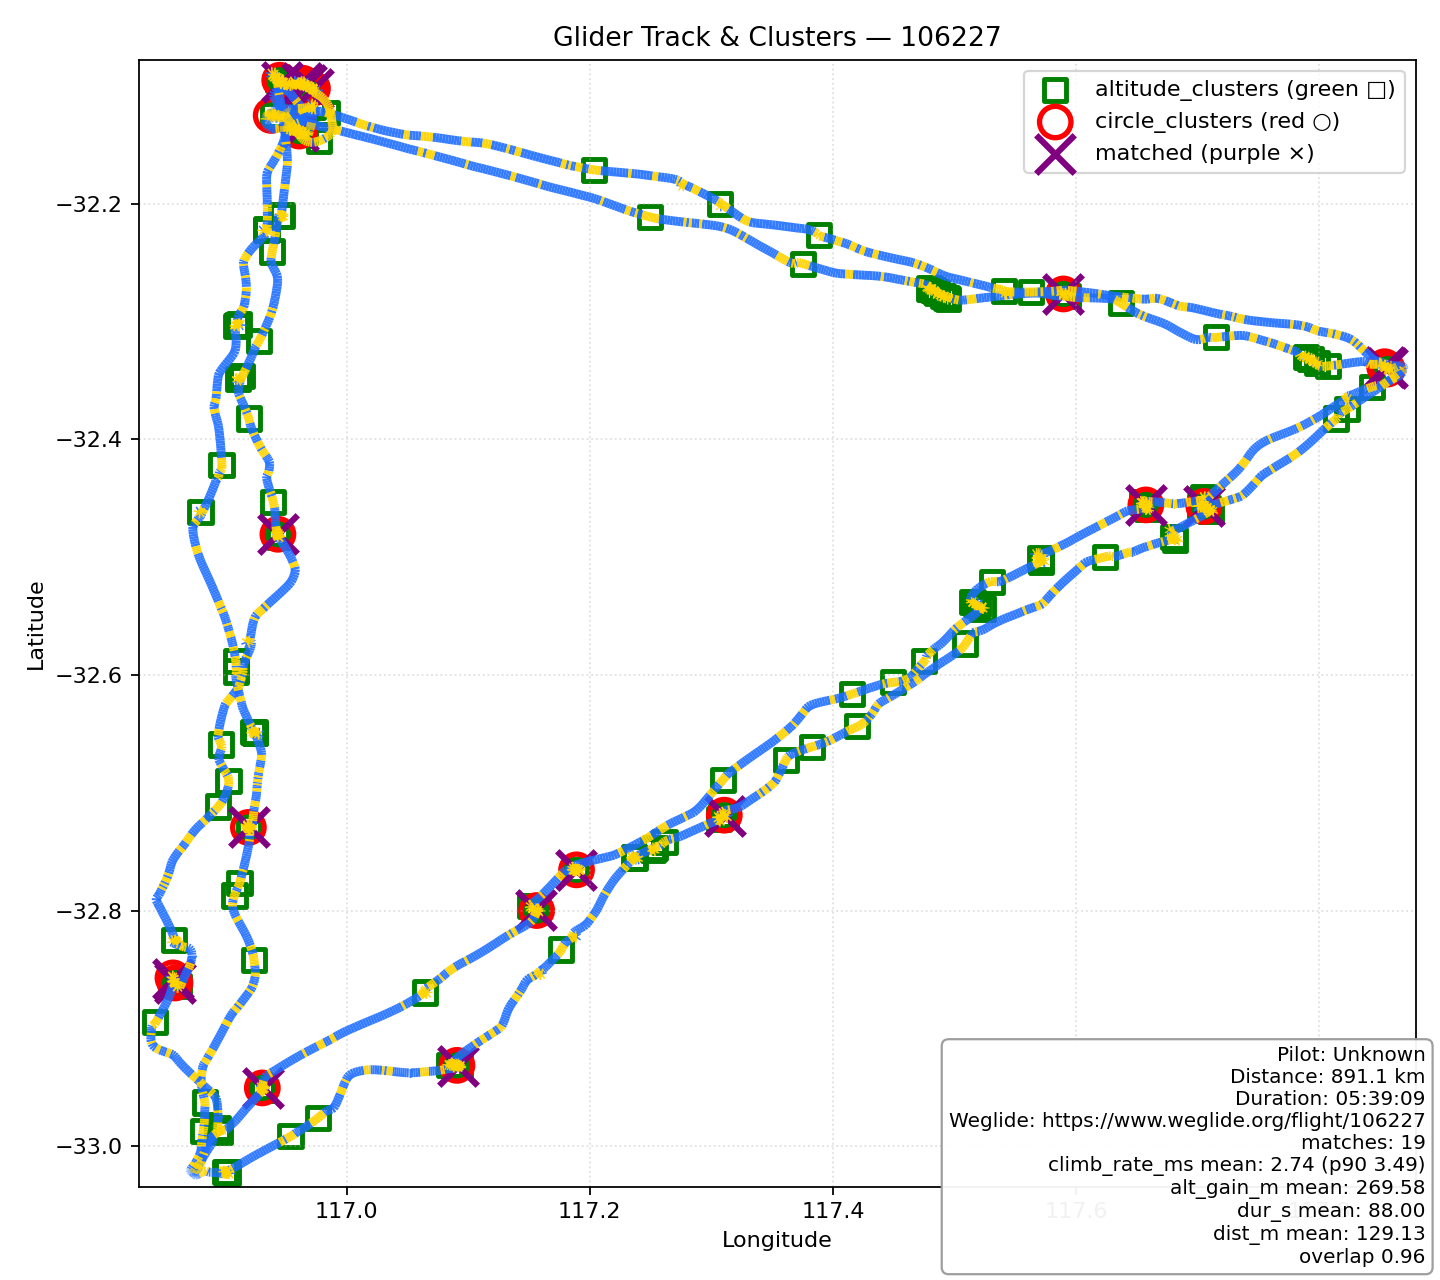 Glider Track & Clusters — 106227
altitude_clusters (green □)
circle_clusters (red ○)
matched (purple ×)
Latitude
−32.2
−32.4
−32.6
−32.8
−33.0
117.0
117.2
117.4
117.6
Longitude
Pilot: Unknown
Distance: 891.1 km
Duration: 05:39:09
Weglide: https://www.weglide.org/flight/106227
matches: 19
climb_rate_ms mean: 2.74 (p90 3.49)
alt_gain_m mean: 269.58
dur_s mean: 88.00
dist_m mean: 129.13
overlap 0.96